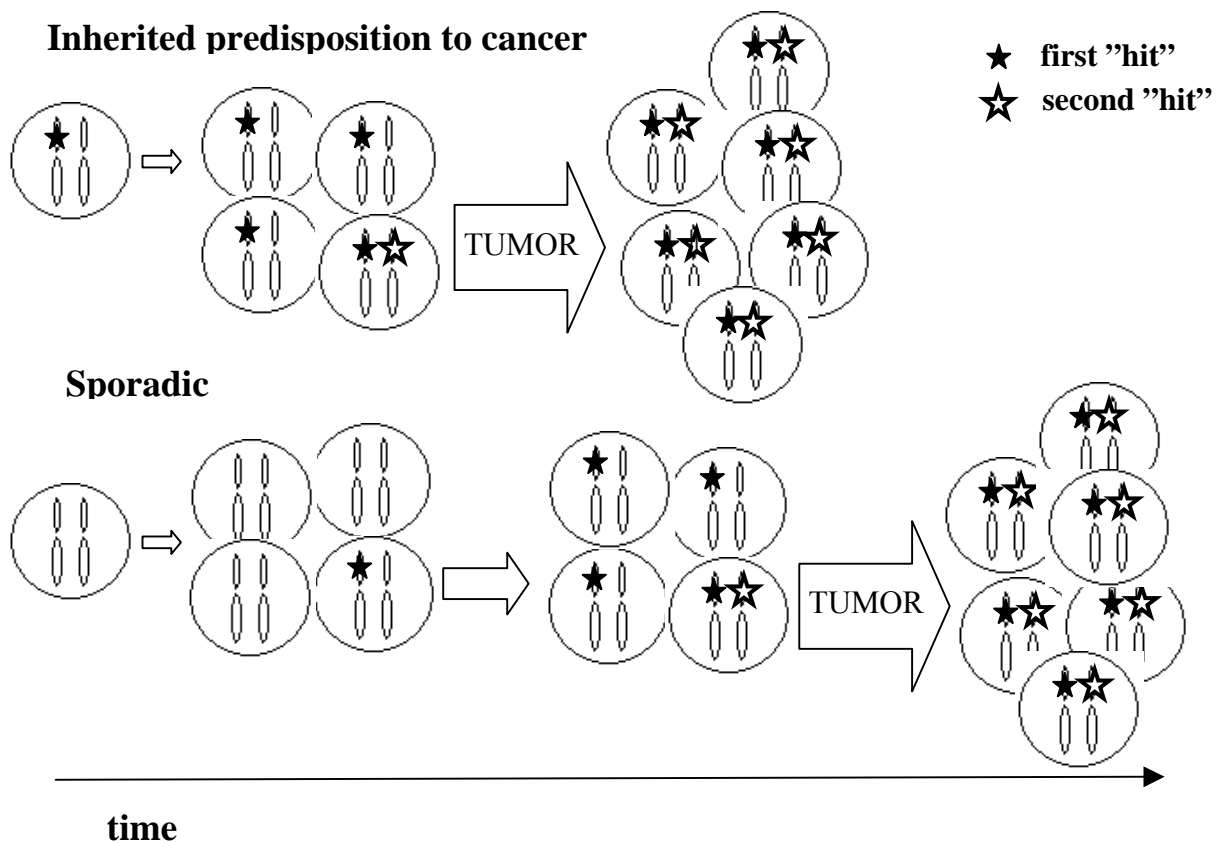 Inherited predisposition to cancer
first ”hit”
second ”hit”
TUMOR
Sporadic
TUMOR
time